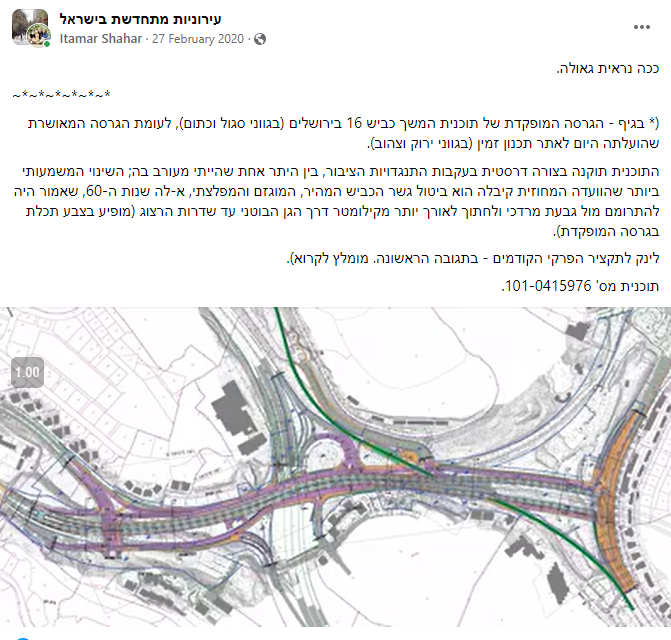 עירוניות מתחדשת בישראל
Itamar Shahar · 27 February 2020 ·
ככה נראית גאולה.
~*~*~*~*~*~*
(* בגיף - הגרסה המופקדת של תוכנית המשך כביש 16 בירושלים (בגווני סגול וכתום), לעומת הגרסה המאושרת
שהועלתה היום לאתר תכנון זמין (בגווני ירוק וצהוב).
התוכנית תוקנה בצורה דרסטית בעקבות התנגדויות הציבור, בין היתר אחת שהייתי מעורב בה; השינוי המשמעותי
ביותר שהוועדה המחוזית קיבלה הוא ביטול גשר הכביש המהיר, המוגזם והמפלצתי, א-לה שנות ה-60, שאמור היה
להתרומם מול גבעת מרדכי ולחתוך לאורך יותר מקילומטר דרך הגן הבוטני עד שדרות הרצוג (מופיע בצבע תכלת
בגרסה המופקדת).
לינק לתקציר הפרקי הקודמים - בתגובה הראשונה. מומלץ לקרוא).
תוכנית מס' 101-0415976.
1.00